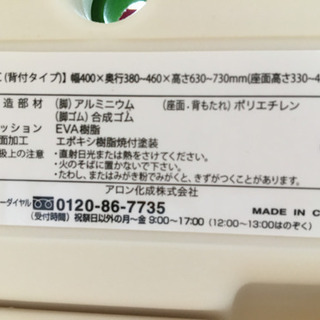 (背付タイプ)】幅400×奥行380~460×高さ630~730mm(座面高さ330~4
造部材 (脚)アルミニウム (座面・背もたれ)ポリエチレン
(脚ゴム)合成ゴム
ッション EVA樹脂
面加工 エポキシ樹脂焼付塗装
扱上の注意 ・直射日光または熱をさけてください。
・火のそばに置かないで下さい。
・たわし、またはみがき粉でみがくと、きずがつくことがあります。
アロン化成株式会社
ーダイヤル 0120-86-7735
(受付時間) 祝祭日以外の月~金 9:00~17:00 (12:00~13:00はのぞく)
MADE IN C